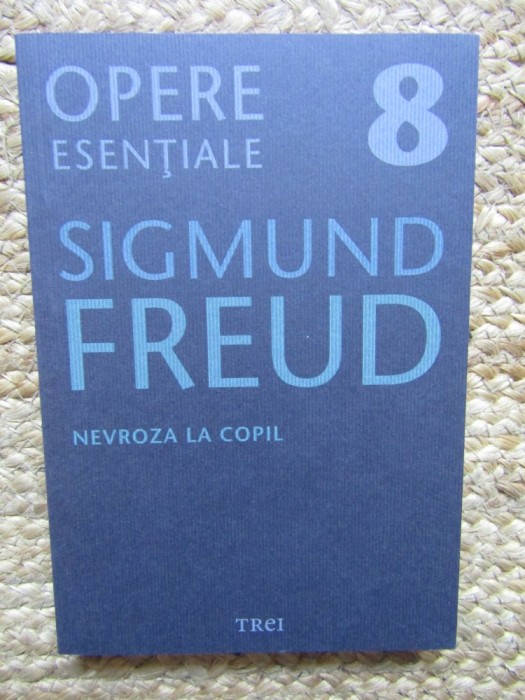 OPERE 8
ESENŢIALE
SIGMUND
FREUD
NEVROZA LA COPIL
TREI